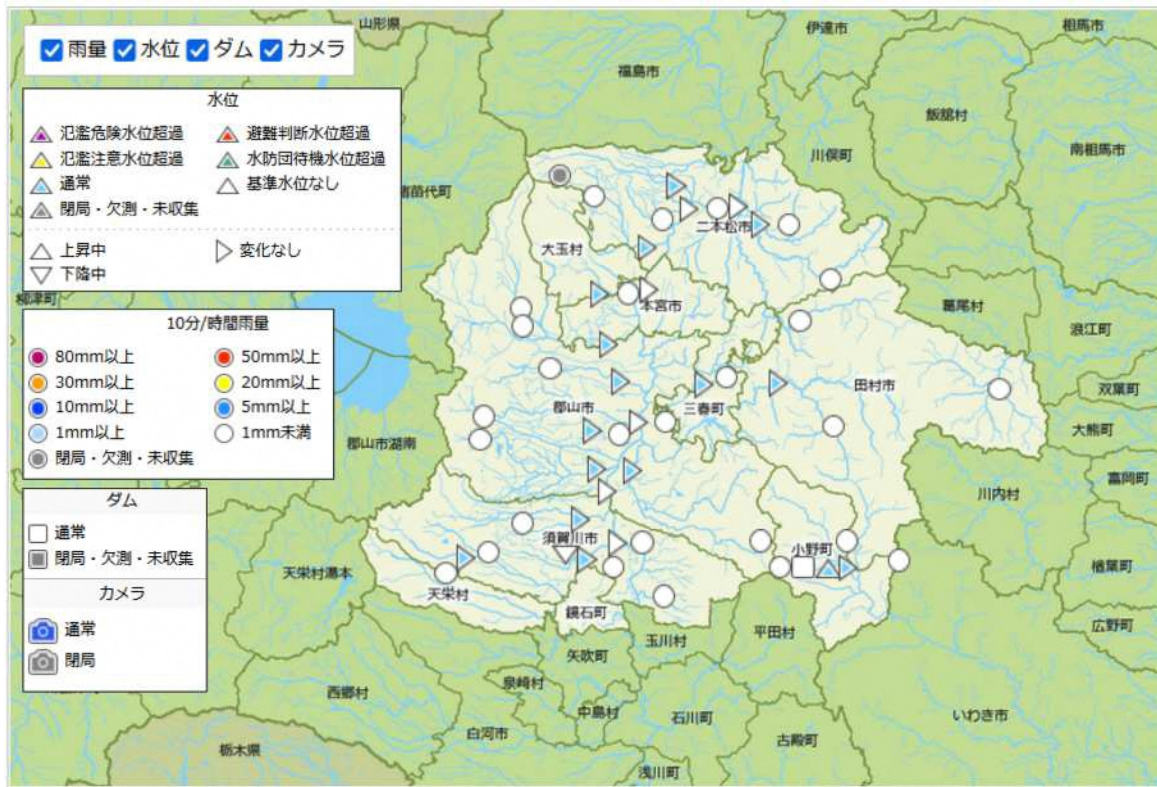 雨量 水位 ダム カメラ
水位
氾濫危険水位超過 避難判断水位超過
氾濫注意水位超過 水防団待機水位超過
通常 基準水位なし
閉局・欠測・未収集
上昇中 変化なし
下降中
10分/時間雨量
80mm以上 50mm以上
30mm以上 20mm以上
10mm以上 5mm以上
1mm以上 1mm未満
閉局・欠測・未収集
ダム
通常
閉局・欠測・未収集
カメラ
通常
閉局
山形県
伊達市
相馬市
福島市
飯舘村
川俣町
南相馬市
猪苗代町
二本松市
大玉村
本宮市
葛尾村
浪江町
柳津町
田村市
双葉町
三春町
郡山市
大熊町
郡山市湖南
富岡町
川内村
須賀川市
小野町
楢葉町
天栄村湯本
天栄村
鏡石町
玉川村
平田村
広野町
矢吹町
泉崎村
西郷村
中島村
石川町
いわき市
白河市
古殿町
栃木県
浅川町